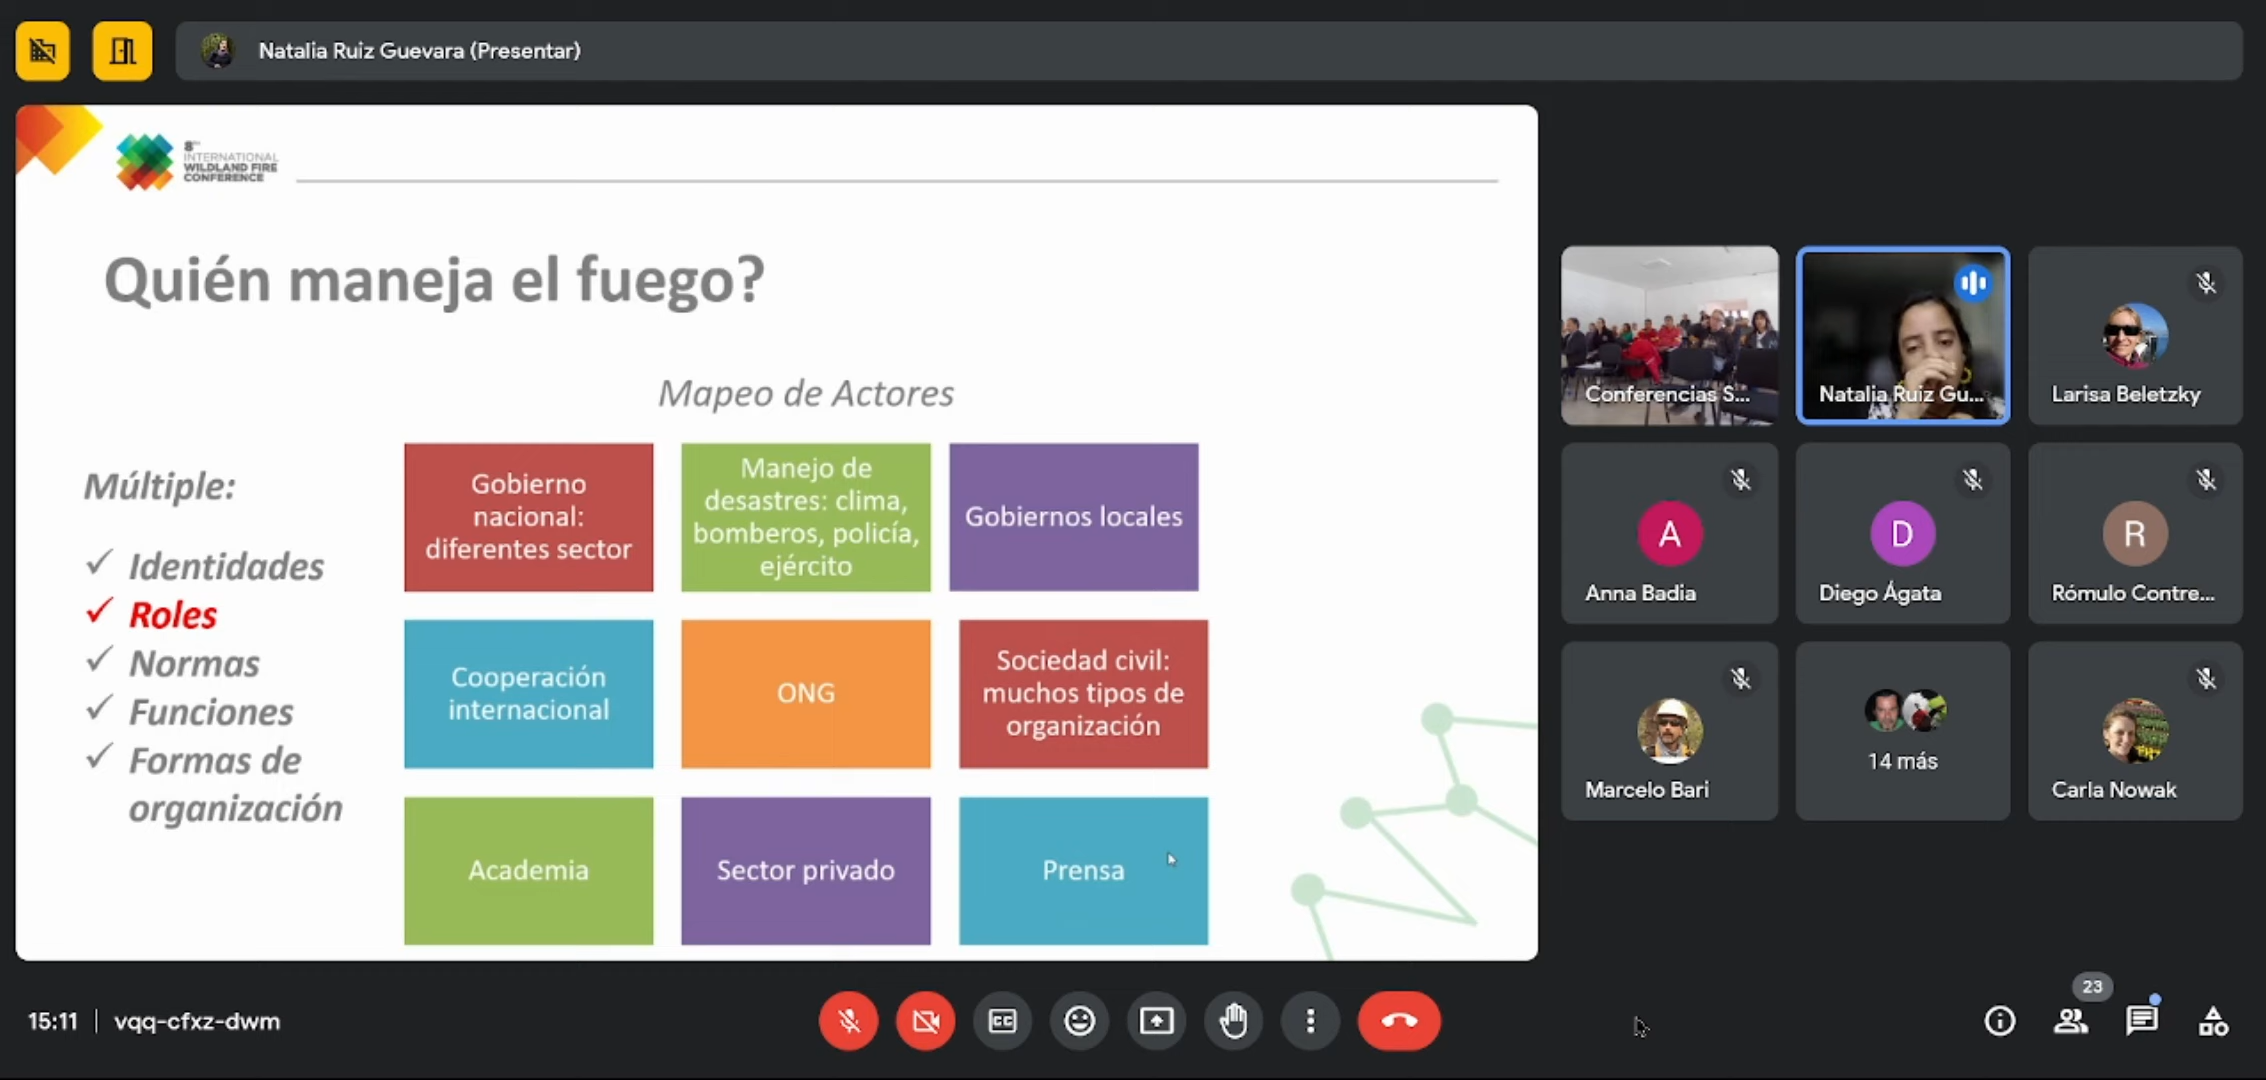 Natalia Ruiz Guevara (Presentar)
8TH
INTERNATIONAL
WILDLAND FIRE
CONFERENCE
Quién maneja el fuego?
Mapeo de Actores
Múltiple:
✓ Identidades
✓ Roles
✓ Normas
✓ Funciones
✓ Formas de
organización
Gobierno
nacional:
diferentes sector
Manejo de
desastres: clima,
bomberos, policía,
ejército
Gobiernos locales
Cooperación
internacional
ONG
Sociedad civil:
muchos tipos de
organización
Academia
Sector privado
Prensa
Conferencias S...
Natalia Ruiz Gu...
Larisa Beletzky
A
Anna Badia
D
Diego Ágata
R
Rómulo Contre...
Marcelo Bari
14 más
Carla Nowak
15:11 | vqq-cfxz-dwm
CC
23